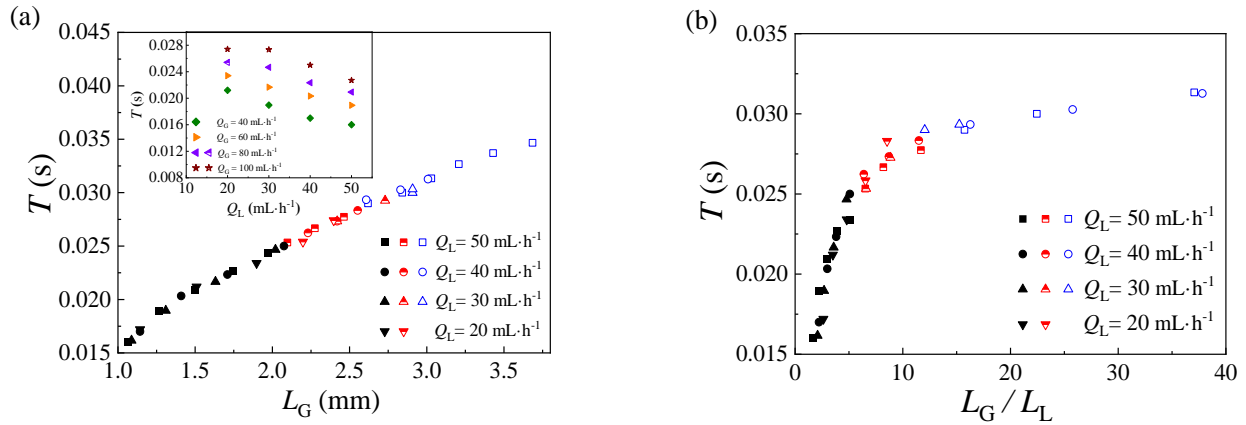 (a)
T (s)
0.045
0.040
0.035
0.030
0.025
0.020
0.015
1.0 1.5 2.0 2.5 3.0 3.5
L_G (mm)
T (s)
0.028
0.024
0.020
0.016
0.012
0.008
10 20 30 40 50
Q_L (mL·h⁻¹)
Q_G = 40 mL·h⁻¹
Q_G = 60 mL·h⁻¹
Q_G = 80 mL·h⁻¹
Q_G = 100 mL·h⁻¹
Q_L= 50 mL·h⁻¹
Q_L= 40 mL·h⁻¹
Q_L= 30 mL·h⁻¹
Q_L= 20 mL·h⁻¹
(b)
T (s)
0.035
0.030
0.025
0.020
0.015
0 10 20 30 40
L_G / L_L
Q_L= 50 mL·h⁻¹
Q_L= 40 mL·h⁻¹
Q_L= 30 mL·h⁻¹
Q_L= 20 mL·h⁻¹